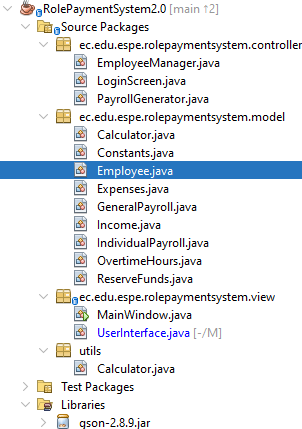 RolePaymentSystem2.0 [main ↑2]
Source Packages
ec.edu.espe.rolepaymentsystem.controller
EmployeeManager.java
LoginScreen.java
PayrollGenerator.java
ec.edu.espe.rolepaymentsystem.model
Calculator.java
Constants.java
Employee.java
Expenses.java
GeneralPayroll.java
Income.java
IndividualPayroll.java
OvertimeHours.java
ReserveFunds.java
ec.edu.espe.rolepaymentsystem.view
MainWindow.java
UserInterface.java [-/M]
utils
Calculator.java
Test Packages
Libraries
gson-2.8.9.jar